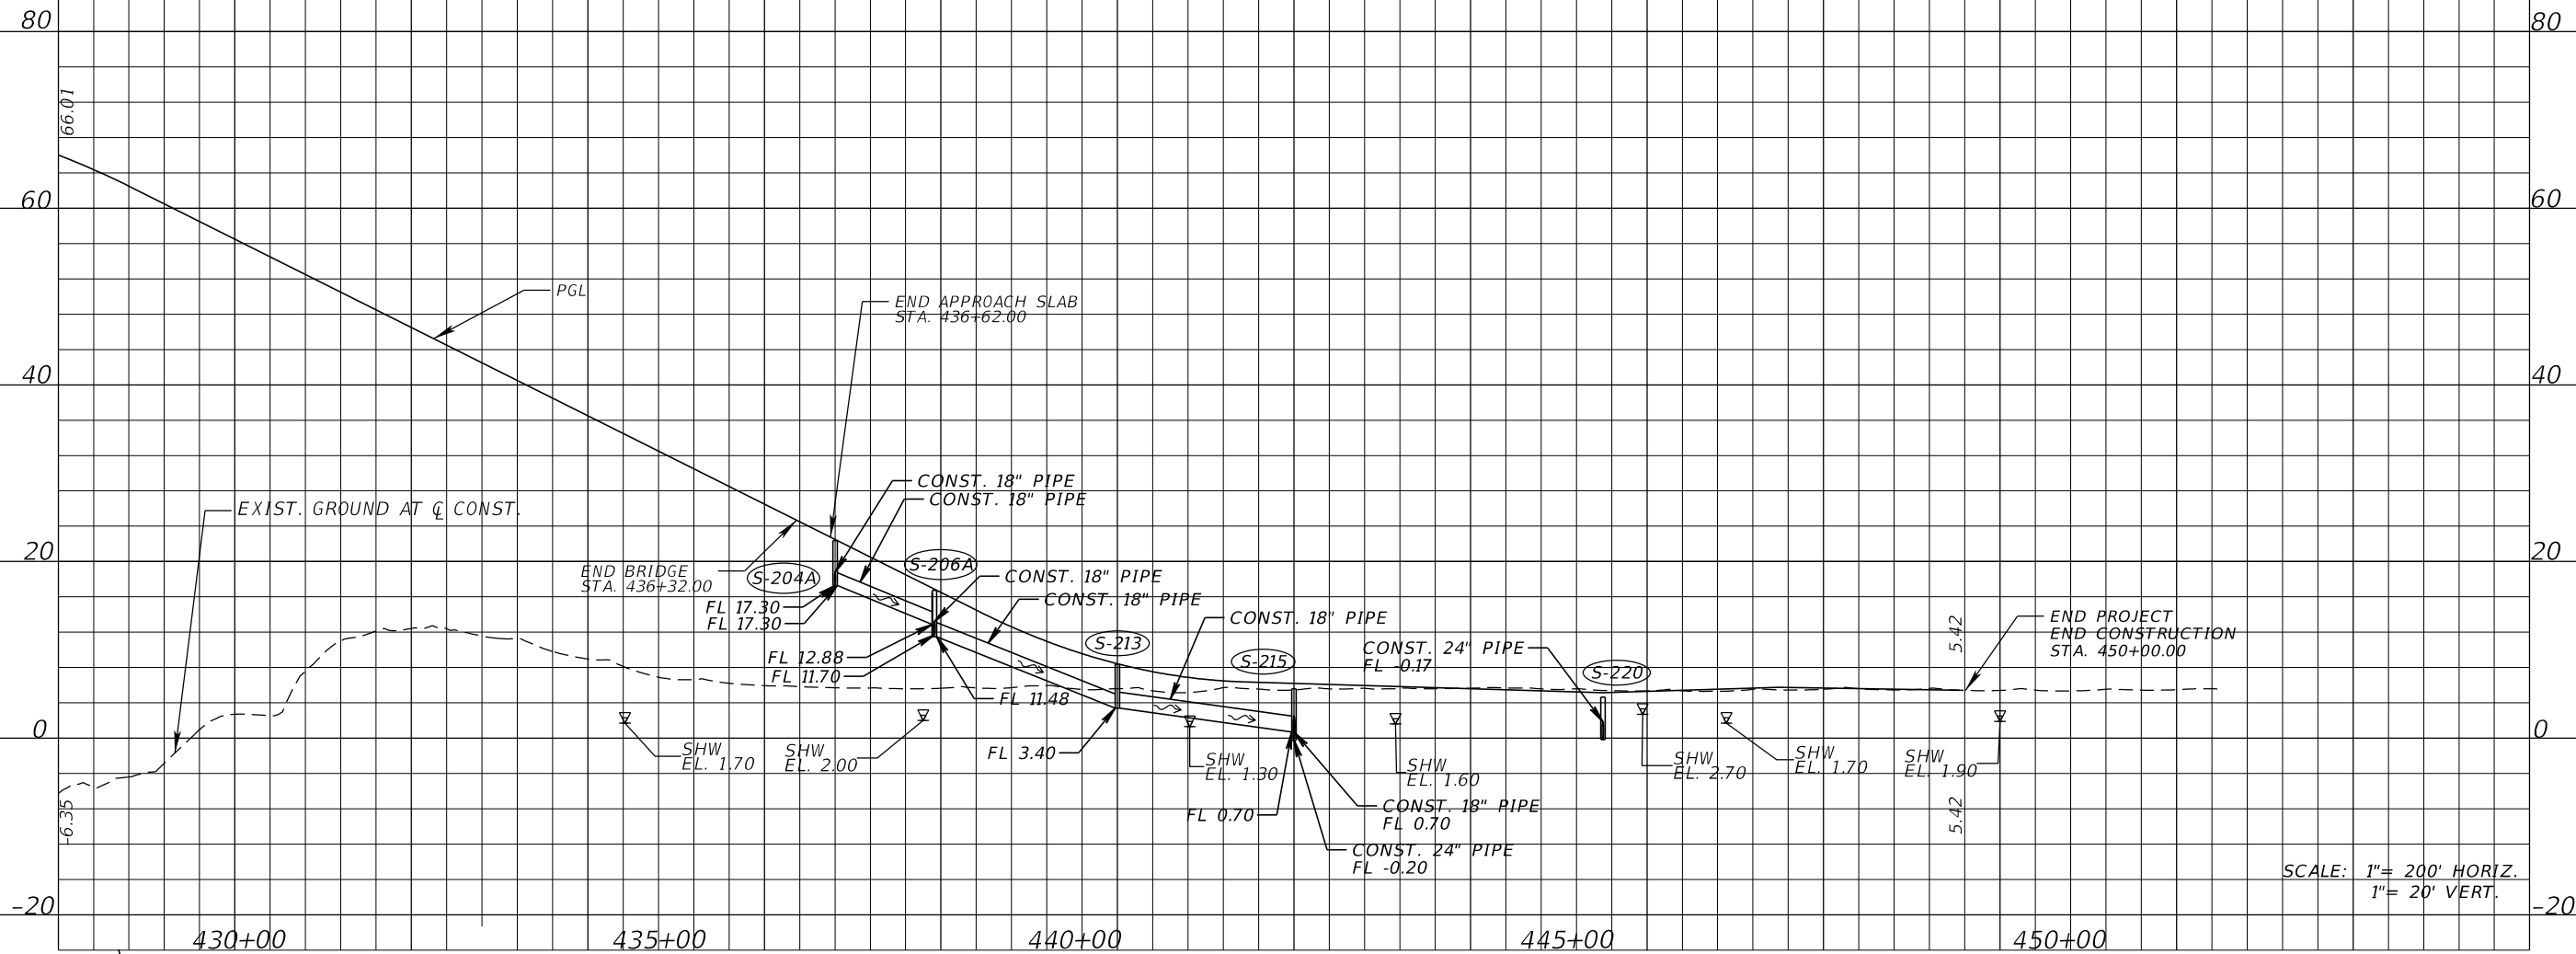 80
80
66.01
60
60
PGL
END APPROACH SLAB
STA. 436+62.00
40
40
CONST. 18" PIPE
CONST. 18" PIPE
EXIST. GROUND AT ℄ CONST.
20
20
END BRIDGE
STA. 436+32.00
S-204A
S-206A
CONST. 18" PIPE
CONST. 18" PIPE
FL 17.30
FL 17.30
CONST. 18" PIPE
5.42
END PROJECT
END CONSTRUCTION
STA. 450+00.00
S-213
S-215
CONST. 24" PIPE
FL -0.17
S-220
FL 12.88
FL 11.70
FL 11.48
0
0
SHW
EL. 1.70
SHW
EL. 2.00
FL 3.40
SHW
EL. 1.30
SHW
EL. 1.60
SHW
EL. 2.70
SHW
EL. 1.70
SHW
EL. 1.90
-6.35
FL 0.70
CONST. 18" PIPE
FL 0.70
5.42
CONST. 24" PIPE
FL -0.20
SCALE: 1"= 200' HORIZ.
1"= 20' VERT.
-20
-20
430+00
435+00
440+00
445+00
450+00